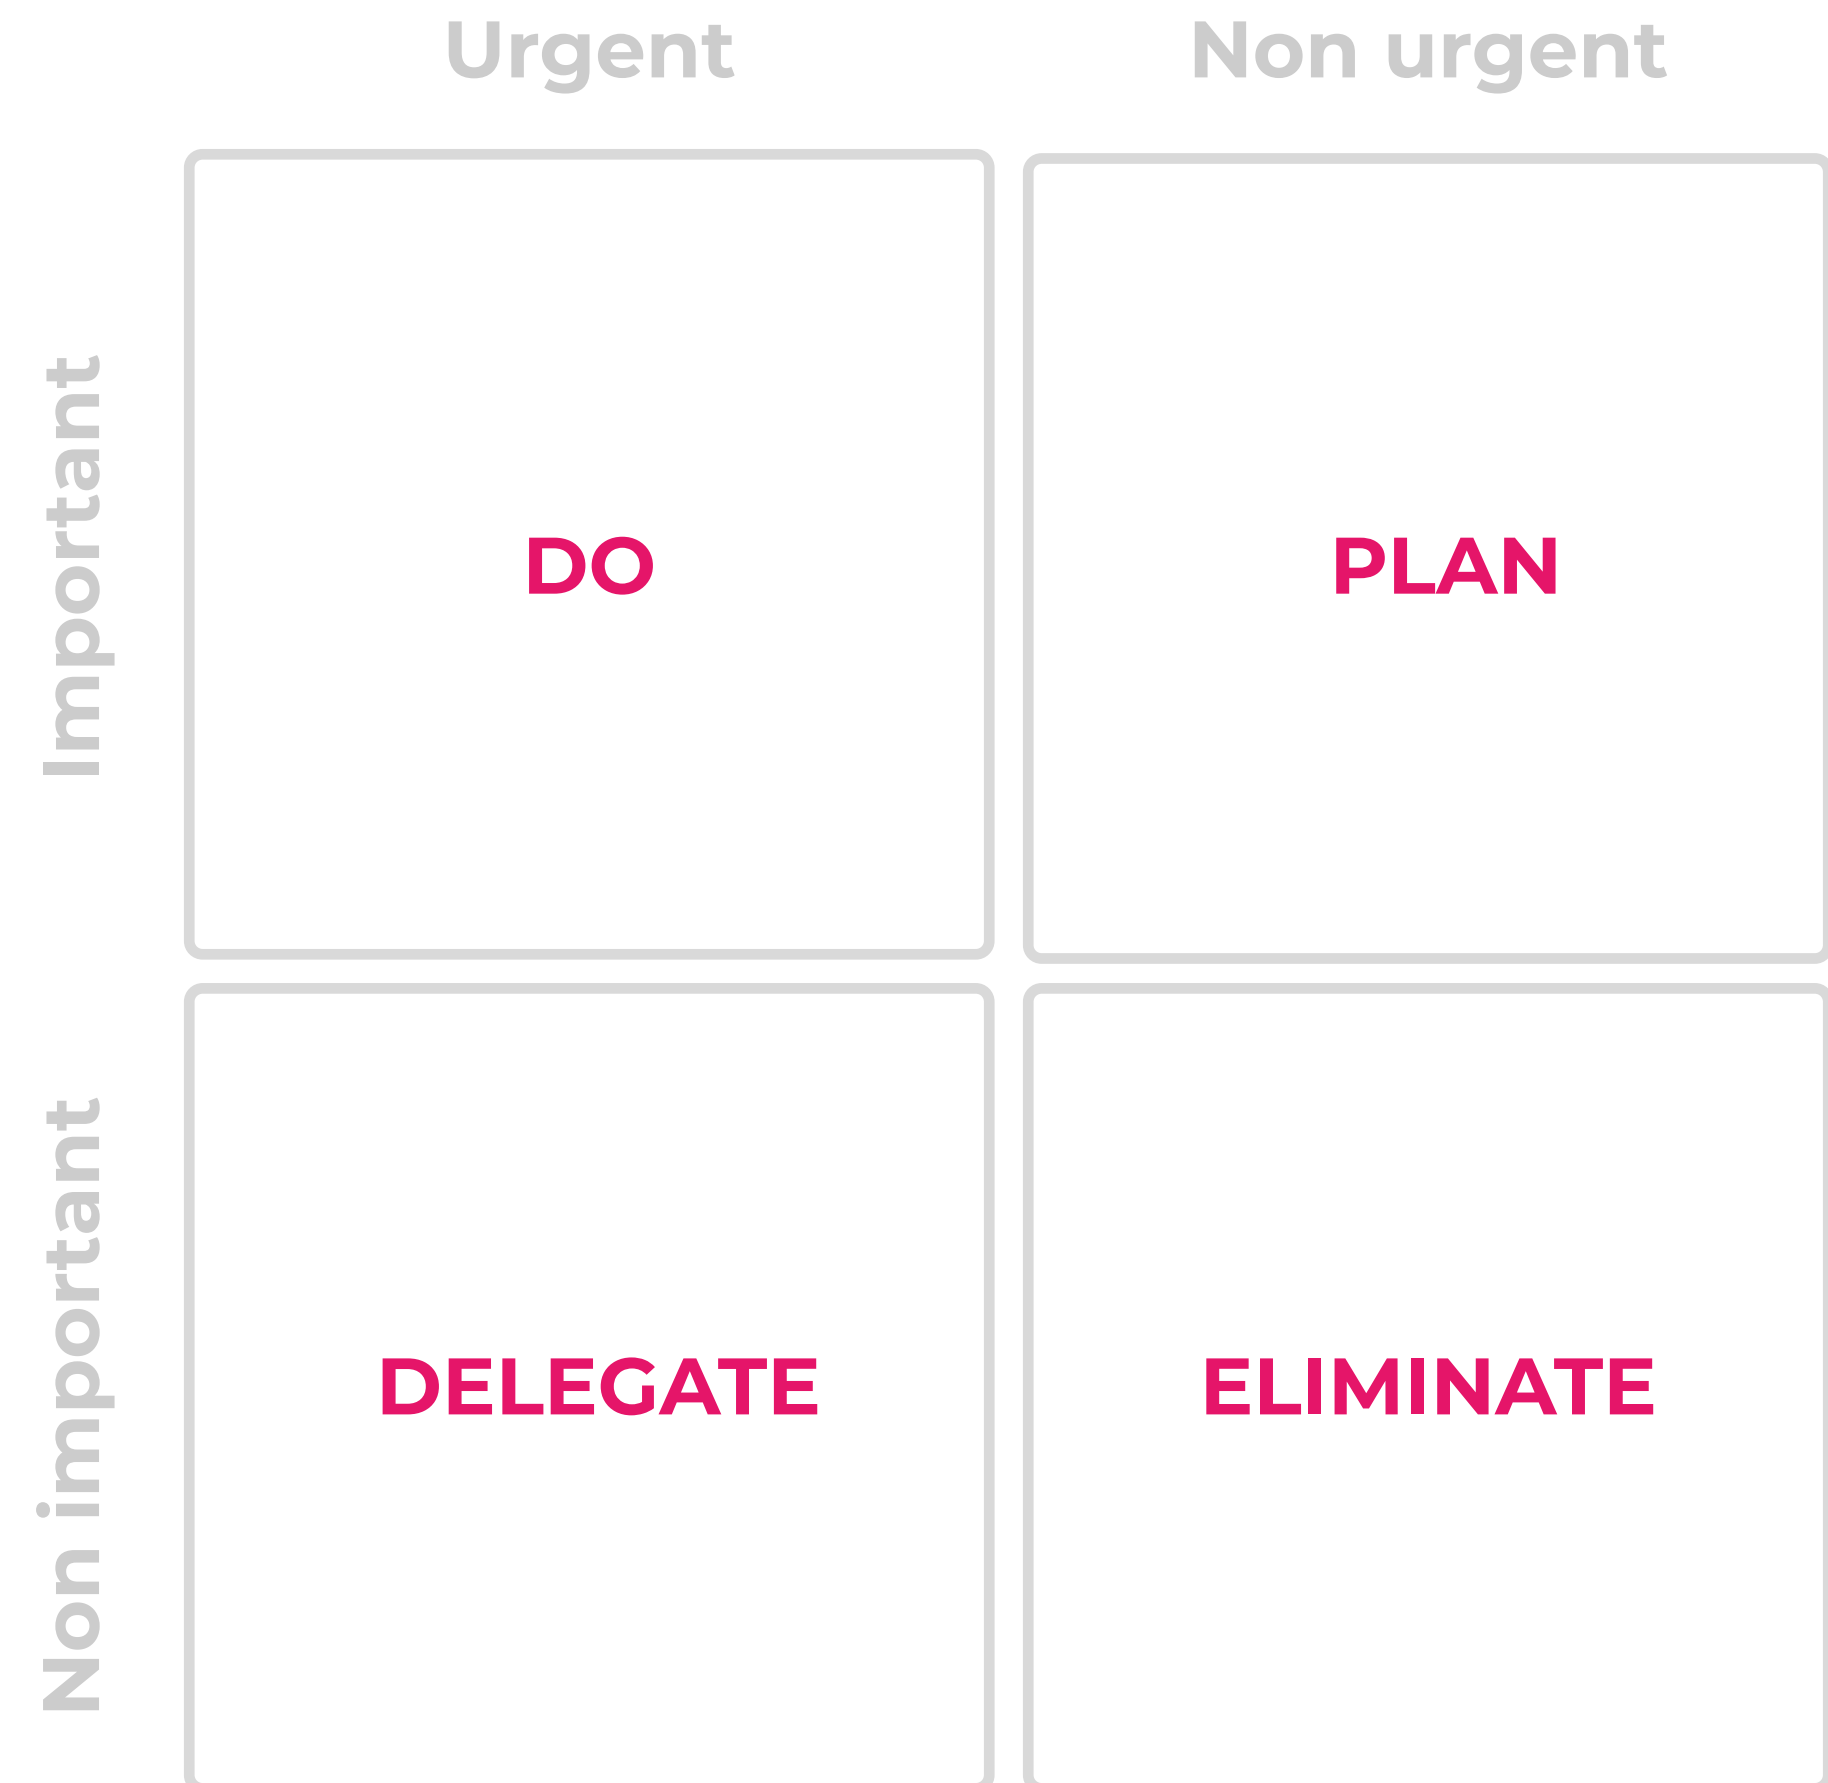 Urgent
Non urgent
Important
DO
PLAN
Non important
DELEGATE
ELIMINATE